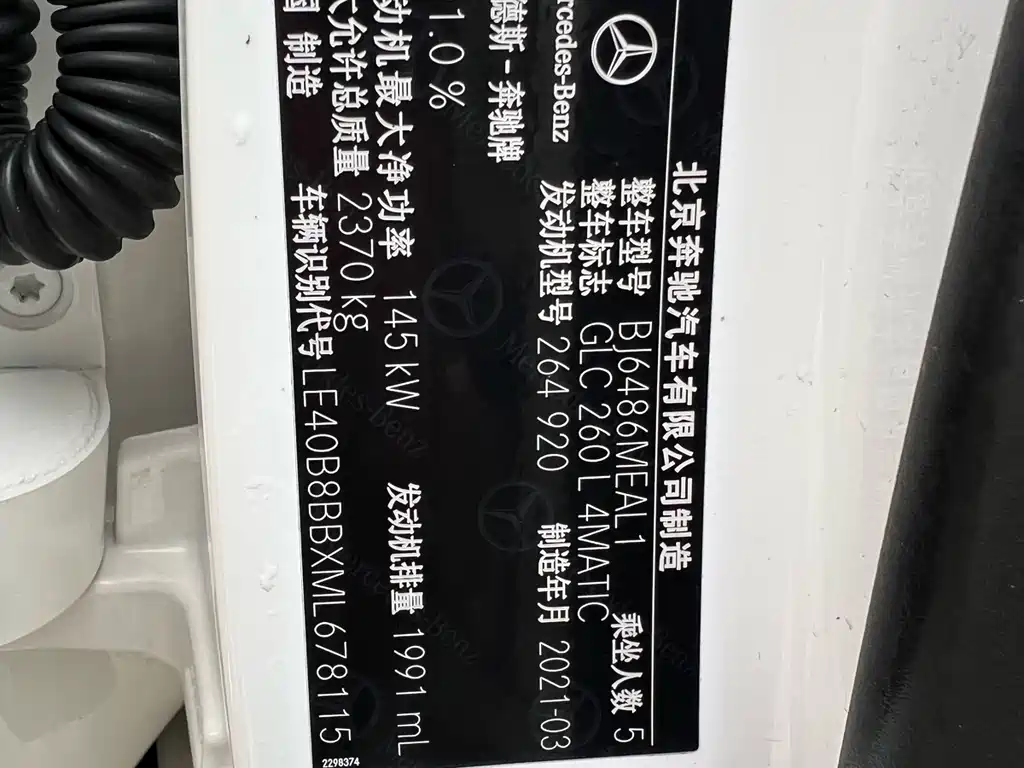 北京奔驰汽车有限公司制造
整车型号 BJ6486MEAL1 乘坐人数 5
整车标志 GLC 260 L 4MATIC
Mercedes-Benz
发动机型号 264 920 制造年月 2021-03
德斯-奔驰牌
1.0 %
动机最大净功率 145 kW 发动机排量 1991 mL
大允许总质量 2370 kg
国 制造 车辆识别代号 LE40B8BBXML678115
2298374